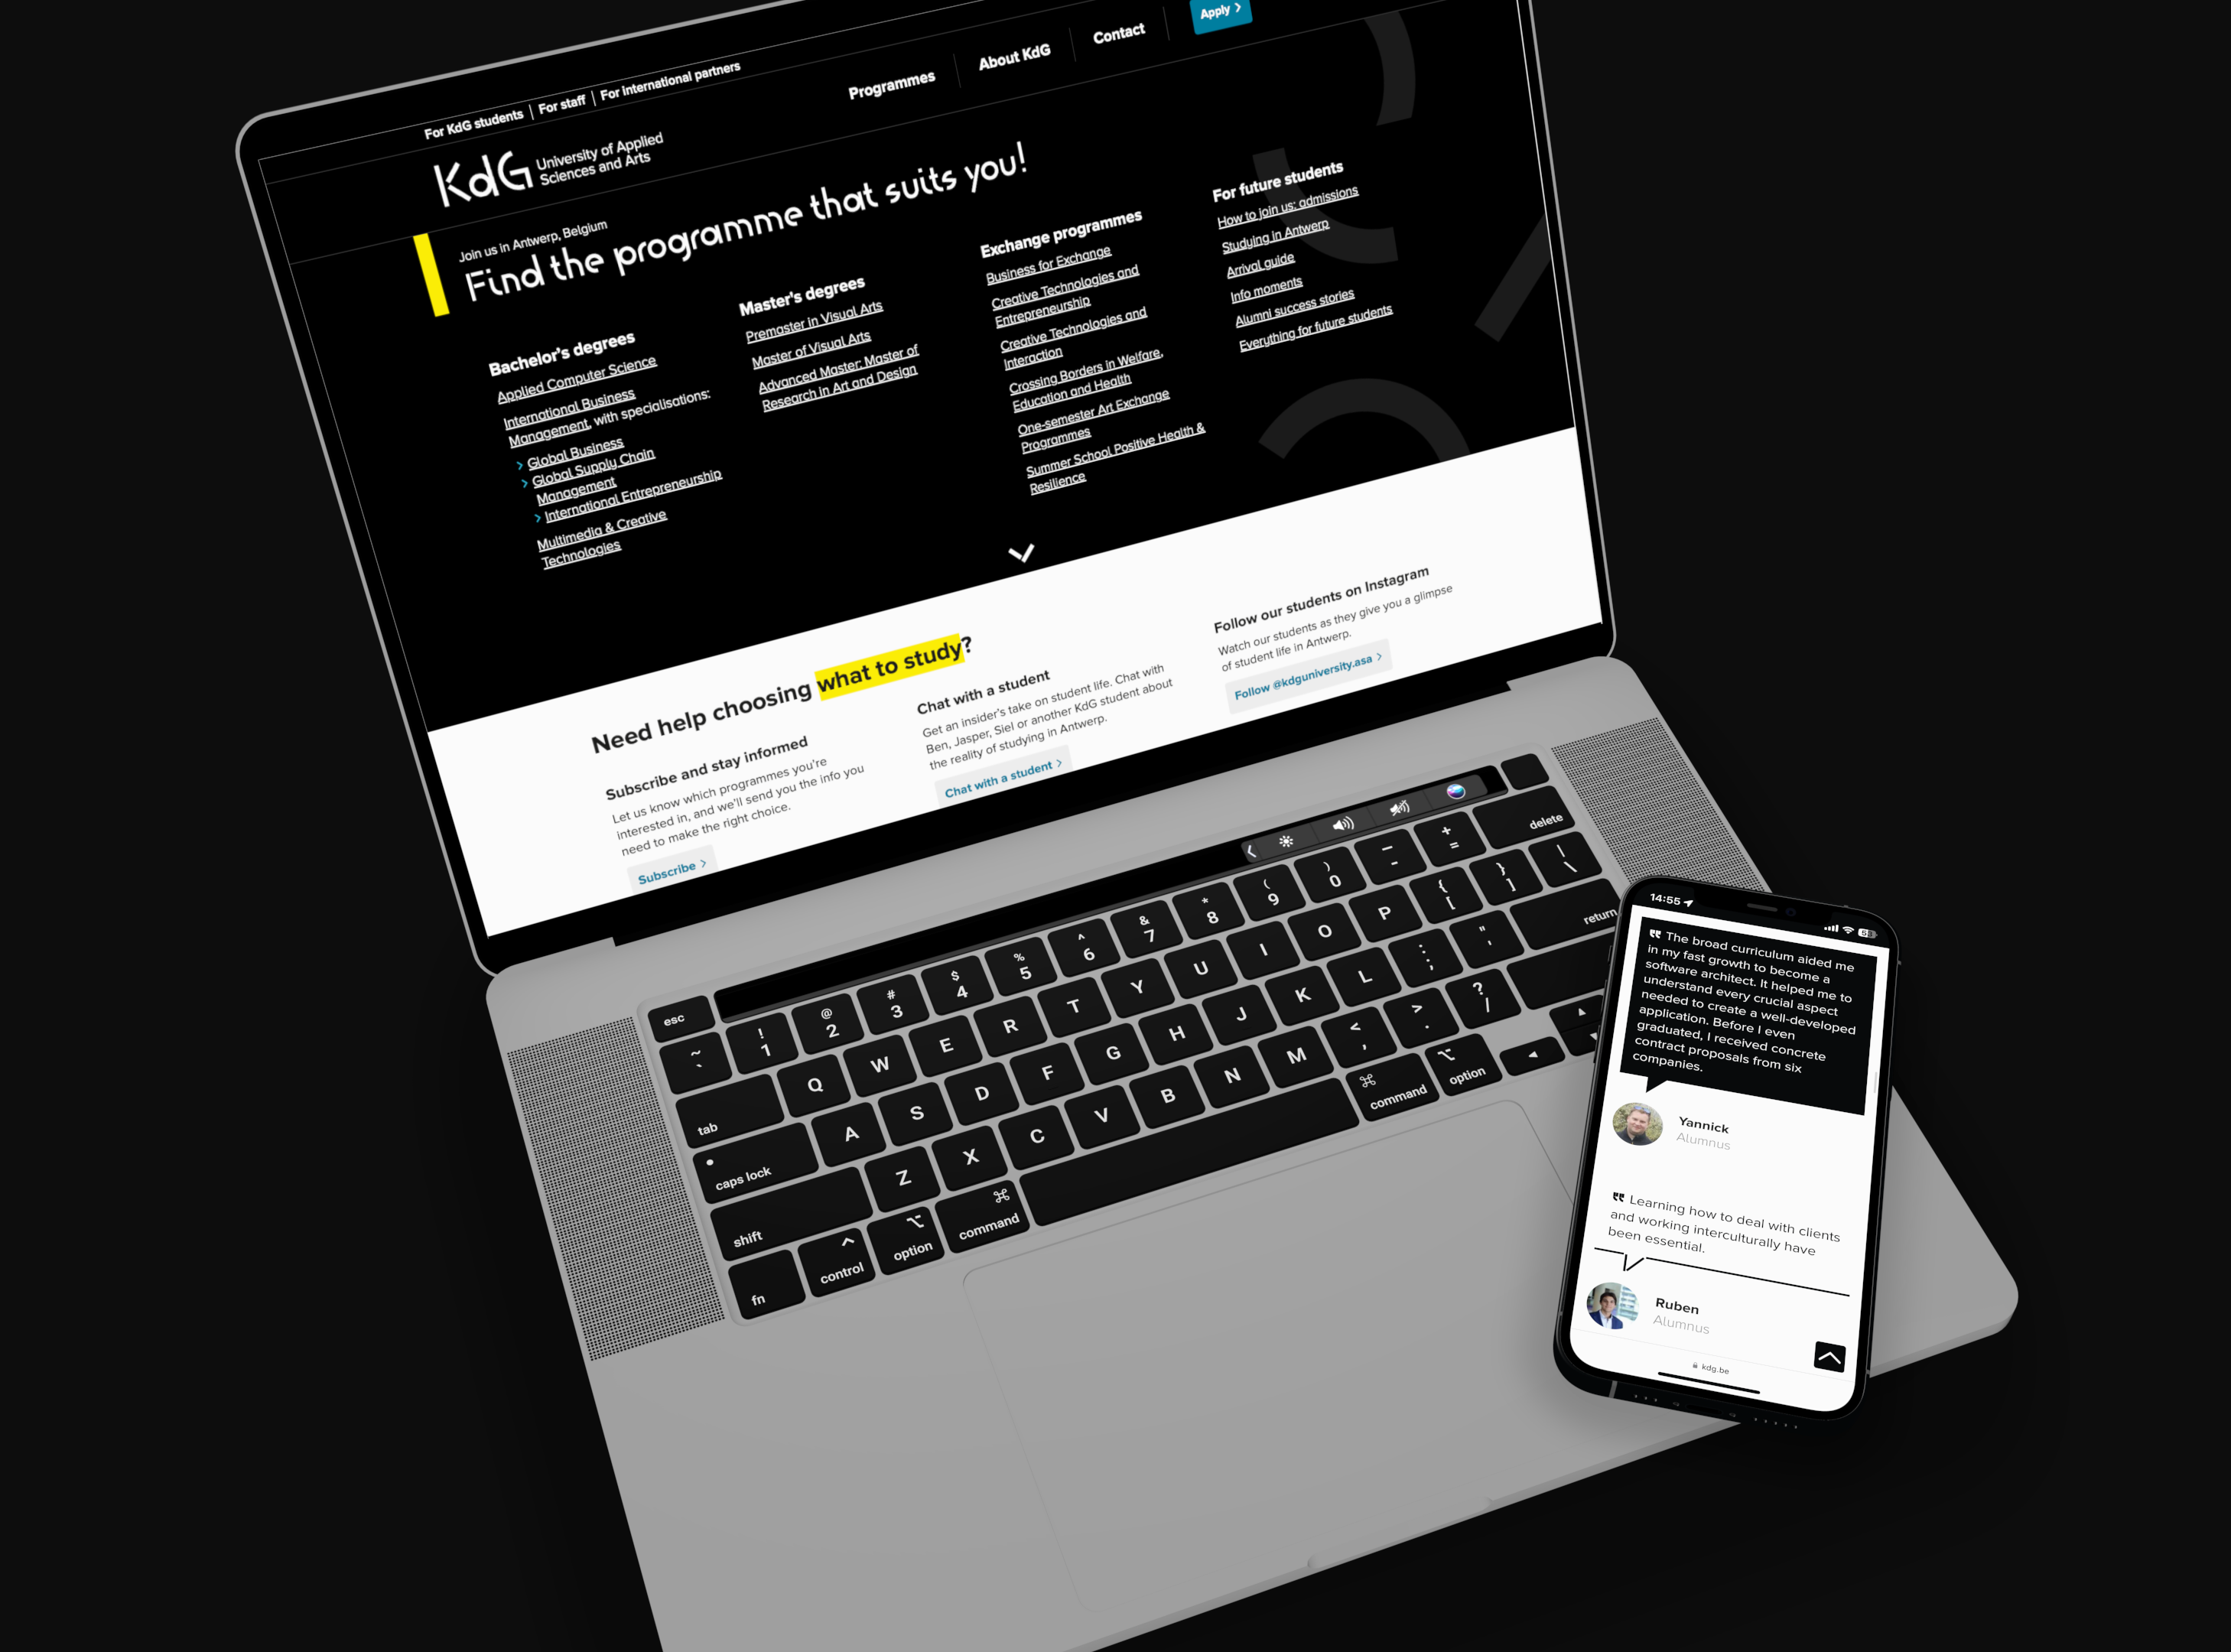 For KdG students | For staff | For international partners
Programmes
About KdG
Contact
Apply
KdG
University of Applied
Sciences and Arts
Join us in Antwerp, Belgium
Find the programme that suits you!
Bachelor's degrees
Applied Computer Science
International Business
Management, with specialisations:
Global Business
Global Supply Chain
Management
International Entrepreneurship
Multimedia & Creative
Technologies
Master's degrees
Premaster in Visual Arts
Master of Visual Arts
Advanced Master: Master of
Research in Art and Design
Exchange programmes
Business for Exchange
Creative Technologies and
Entrepreneurship
Creative Technologies and
Interaction
Crossing Borders in Welfare,
Education and Health
One-semester Art Exchange
Programmes
Summer School Positive Health &
Resilience
For future students
How to join us: admissions
Studying in Antwerp
Arrival guide
Info moments
Alumni success stories
Everything for future students
Need help choosing what to study?
Subscribe and stay informed
Let us know which programmes you're
interested in, and we'll send you the info you
need to make the right choice.
Subscribe
Chat with a student
Get an insider's take on student life. Chat with
Ben, Jasper, Siel or another KdG student about
the reality of studying in Antwerp.
Chat with a student
Follow our students on Instagram
Watch our students as they give you a glimpse
of student life in Antwerp.
Follow @kdguniversity.asa
esc
~ ` ! 1 @ 2 # 3 $ 4 % 5 ^ 6 & 7 * 8 ( 9 ) 0 _ - + = delete
tab Q W E R T Y U I O P { [ } ] | \
caps lock A S D F G H J K L : ; " ' return
shift Z X C V B N M < , > . ? /
fn control option command command option
14:55
63
❝ The broad curriculum aided me
in my fast growth to become a
software architect. It helped me to
understand every crucial aspect
needed to create a well-developed
application. Before I even
graduated, I received concrete
contract proposals from six
companies.
Yannick
Alumnus
❝ Learning how to deal with clients
and working interculturally have
been essential.
Ruben
Alumnus
kdg.be